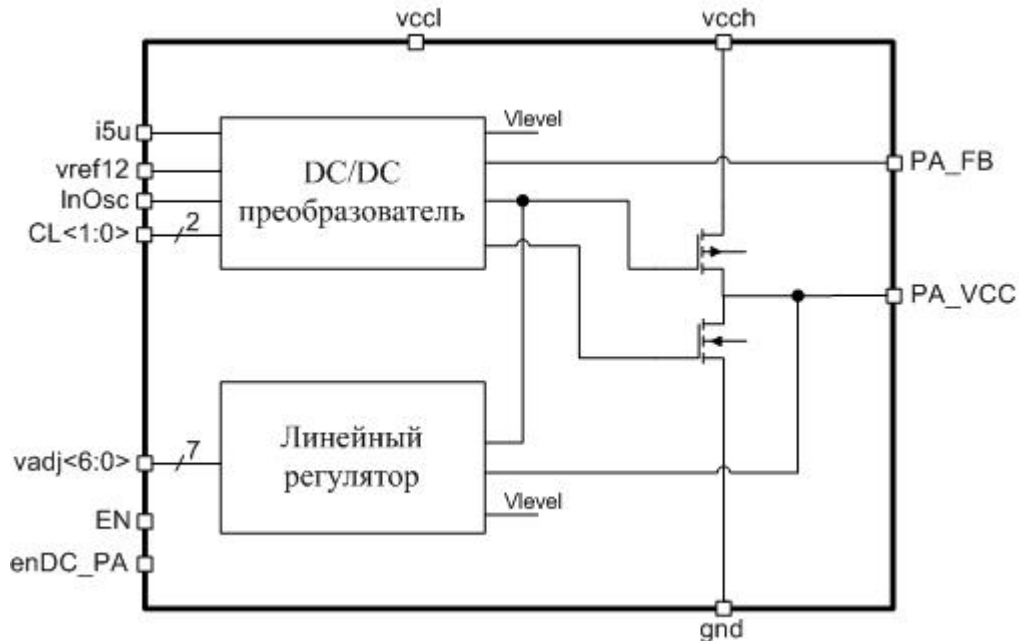 vccl
vcch
i5u
vref12
InOsc
CL<1:0>
2
DC/DC
преобразователь
Vlevel
PA_FB
PA_VCC
vadj<6:0>
7
Линейный
регулятор
Vlevel
EN
enDC_PA
gnd